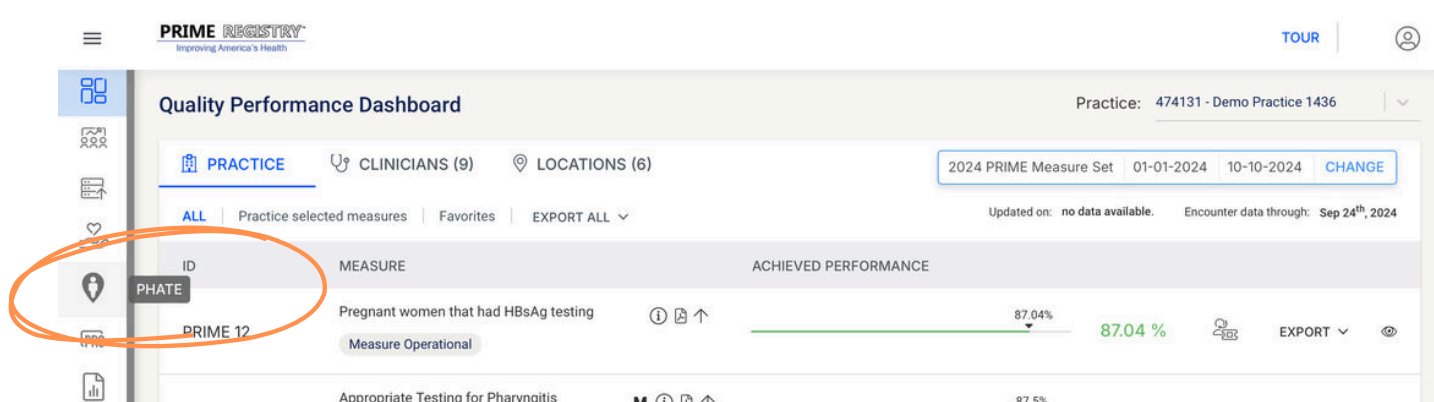 PRIME REGISTRY
Improving America's Health
TOUR
Quality Performance Dashboard
Practice: 474131 - Demo Practice 1436
PRACTICE CLINICIANS (9) LOCATIONS (6)
2024 PRIME Measure Set 01-01-2024 10-10-2024 CHANGE
ALL Practice selected measures Favorites EXPORT ALL
Updated on: no data available. Encounter data through: Sep 24th, 2024
ID MEASURE ACHIEVED PERFORMANCE
PHATE
PRIME 12 Pregnant women that had HBsAg testing 87.04% 87.04 % EXPORT
Measure Operational
PRO
Appropriate Testing for Pharyngitis M 87.5%